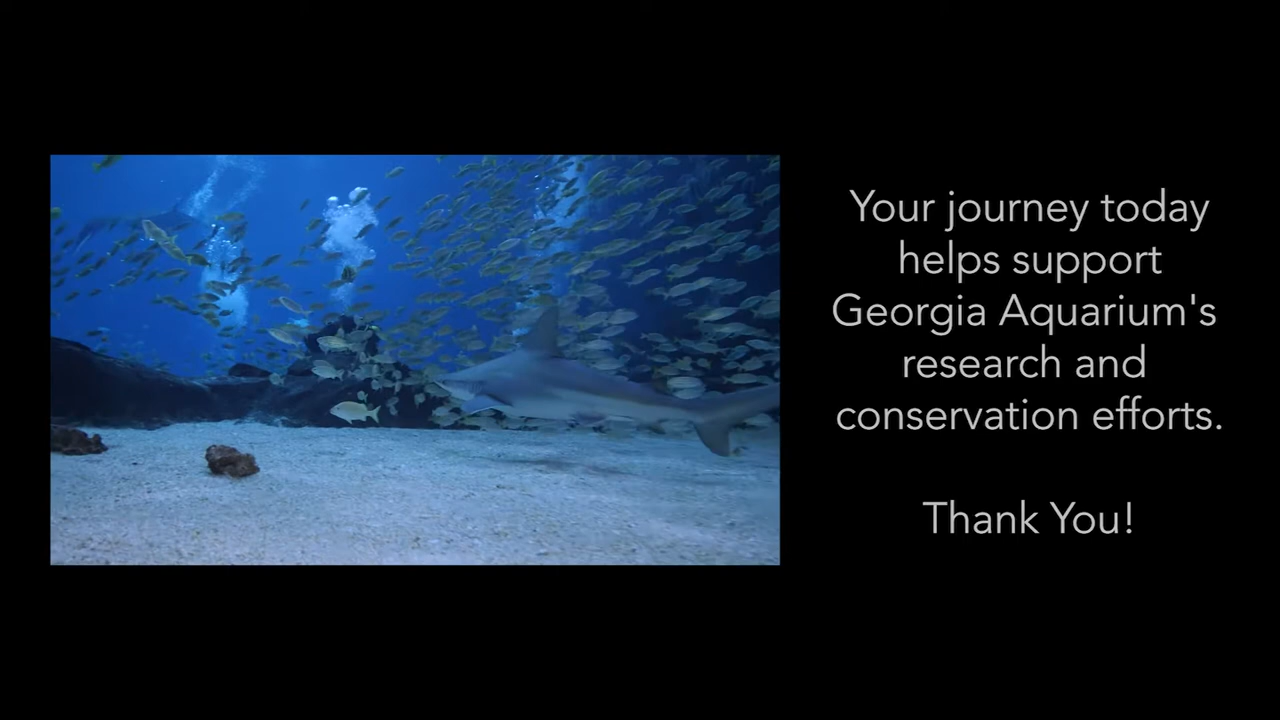 Your journey today
helps support
Georgia Aquarium's
research and
conservation efforts.
Thank You!